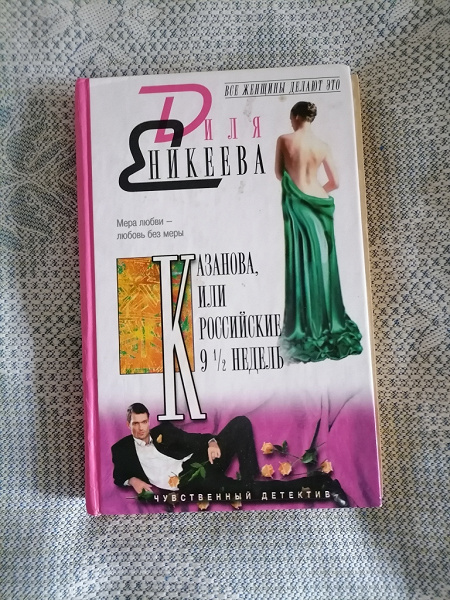 ВСЕ ЖЕНЩИНЫ ДЕЛАЮТ ЭТО
ДИЛЯ
ЕНИКЕЕВА
Мера любви –
любовь без меры
КАЗАНОВА,
ИЛИ
РОССИЙСКИЕ
9 1/2 НЕДЕЛЬ
ЧУВСТВЕННЫЙ ДЕТЕКТИВ